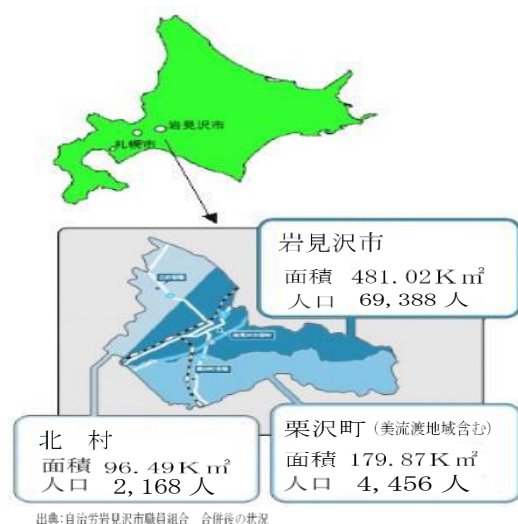 岩見沢市
札幌市
岩見沢市
面積 481.02K㎡
人口 69,388 人
北 村
面積 96.49K㎡
人口 2,168 人
栗沢町 (美流渡地域含む)
面積 179.87K㎡
人口 4,456 人
出典:自治労岩見沢市職員組合 合併後の状況